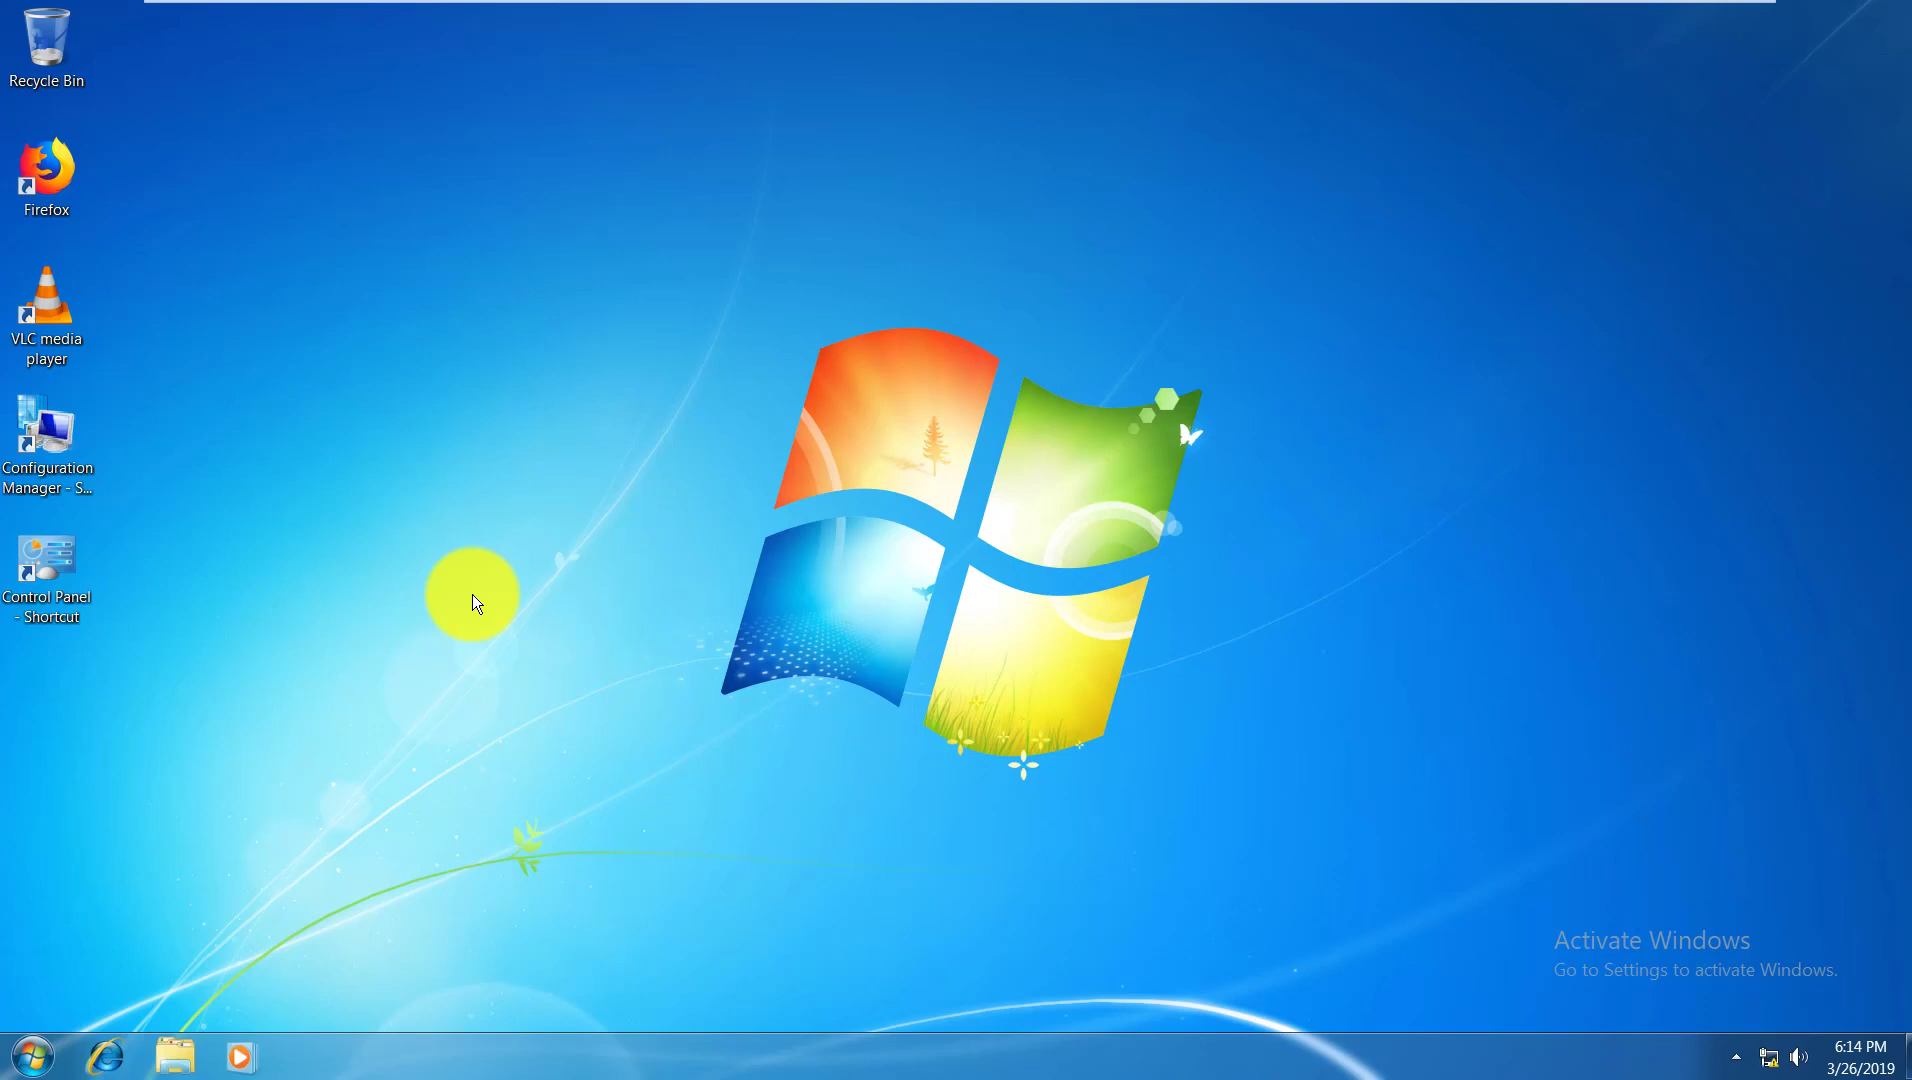 Recycle Bin
Firefox
VLC media
player
Configuration
Manager - S...
Control Panel
- Shortcut
Activate Windows
Go to Settings to activate Windows.
6:14 PM
3/26/2019